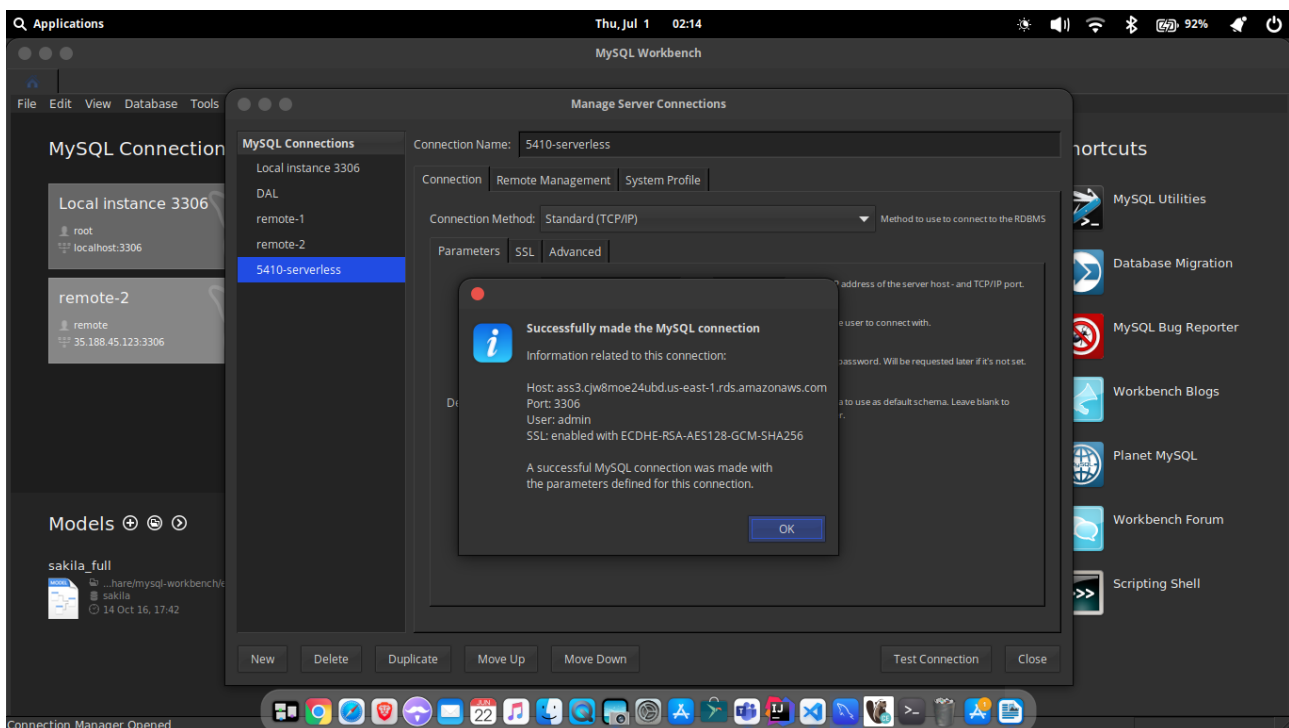 Applications
Thu, Jul 1 02:14
92%
MySQL Workbench
File Edit View Database Tools
Manage Server Connections
MySQL Connection
Local instance 3306
root
localhost:3306
remote-2
remote
35.188.45.123:3306
Models
sakila_full
MODEL
...hare/mysql-workbench/e
sakila
14 Oct 16, 17:42
MySQL Connections
Local instance 3306
DAL
remote-1
remote-2
5410-serverless
Connection Name: 5410-serverless
Connection Remote Management System Profile
Connection Method: Standard (TCP/IP) Method to use to connect to the RDBMS
Parameters SSL Advanced
address of the server host - and TCP/IP port.
e user to connect with.
password. Will be requested later if it's not set.
De
a to use as default schema. Leave blank to
r.
Successfully made the MySQL connection
Information related to this connection:
Host: ass3.cjw8moe24ubd.us-east-1.rds.amazonaws.com
Port: 3306
User: admin
SSL: enabled with ECDHE-RSA-AES128-GCM-SHA256
A successful MySQL connection was made with
the parameters defined for this connection.
OK
New Delete Duplicate Move Up Move Down Test Connection Close
hortcuts
MySQL Utilities
Database Migration
MySQL Bug Reporter
Workbench Blogs
Planet MySQL
Workbench Forum
Scripting Shell
JUN
22
Connection Manager Opened